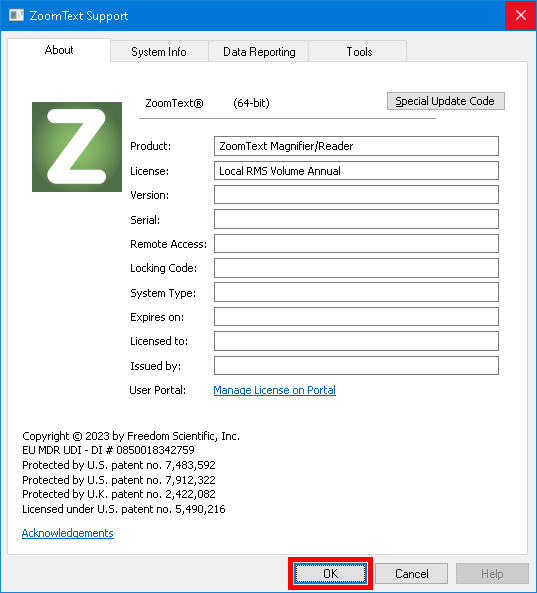 ZoomText Support
About
System Info
Data Reporting
Tools
ZoomText® (64-bit)
Special Update Code
Z
Product: ZoomText Magnifier/Reader
License: Local RMS Volume Annual
Version:
Serial:
Remote Access:
Locking Code:
System Type:
Expires on:
Licensed to:
Issued by:
User Portal: Manage License on Portal
Copyright © 2023 by Freedom Scientific, Inc.
EU MDR UDI - DI # 0850018342759
Protected by U.S. patent no. 7,483,592
Protected by U.S. patent no. 7,912,322
Protected by U.K. patent no. 2,422,082
Licensed under U.S. patent no. 5,490,216
Acknowledgements
OK
Cancel
Help